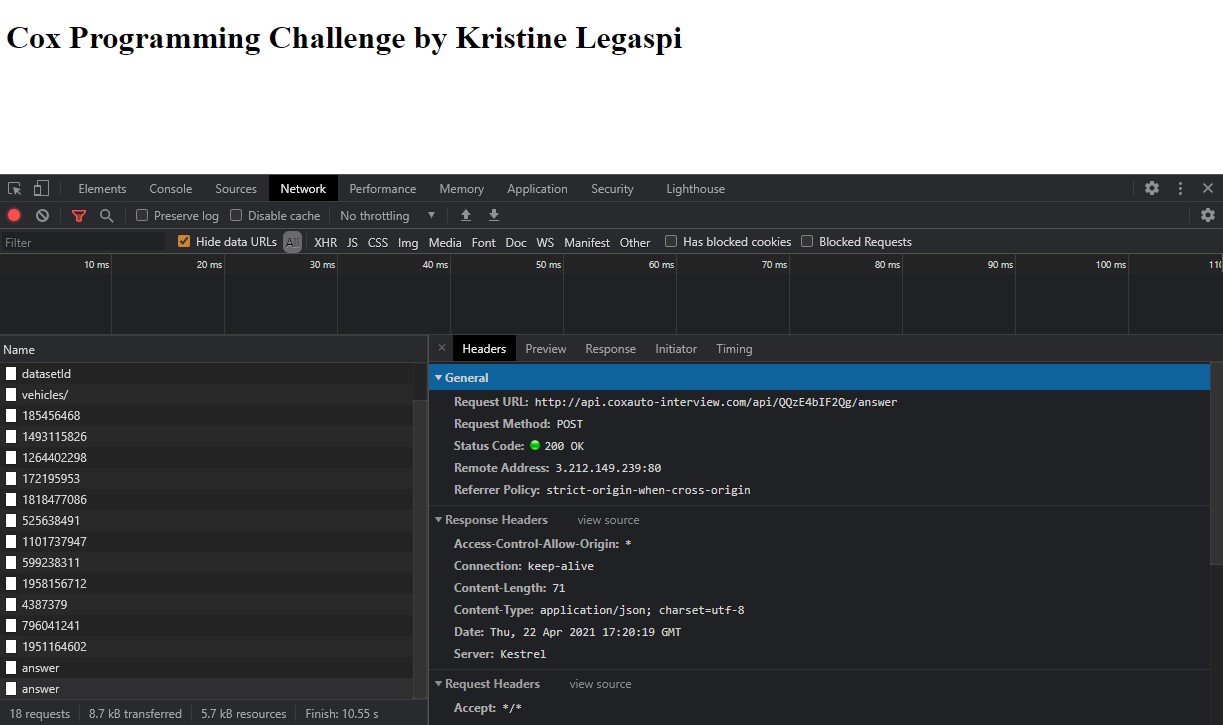 Cox Programming Challenge by Kristine Legaspi
Elements Console Sources Network Performance Memory Application Security Lighthouse
Preserve log Disable cache No throttling
Filter Hide data URLs All XHR JS CSS Img Media Font Doc WS Manifest Other Has blocked cookies Blocked Requests
10 ms 20 ms 30 ms 40 ms 50 ms 60 ms 70 ms 80 ms 90 ms 100 ms
Name
datasetId
vehicles/
185456468
1493115826
1264402298
172195953
1818477086
525638491
1101737947
599238311
1958156712
4387379
796041241
1951164602
answer
answer
18 requests 8.7 kB transferred 5.7 kB resources Finish: 10.55 s
Headers Preview Response Initiator Timing
General
Request URL: http://api.coxauto-interview.com/api/QQzE4bIF2Qg/answer
Request Method: POST
Status Code: 200 OK
Remote Address: 3.212.149.239:80
Referrer Policy: strict-origin-when-cross-origin
Response Headers view source
Access-Control-Allow-Origin: *
Connection: keep-alive
Content-Length: 71
Content-Type: application/json; charset=utf-8
Date: Thu, 22 Apr 2021 17:20:19 GMT
Server: Kestrel
Request Headers view source
Accept: */*